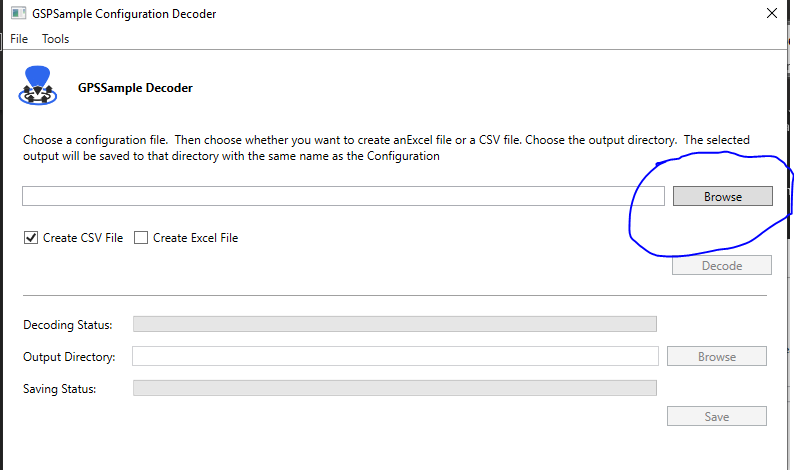 GSPSample Configuration Decoder
File Tools
GPSSample Decoder
Choose a configuration file. Then choose whether you want to create anExcel file or a CSV file. Choose the output directory. The selected
output will be saved to that directory with the same name as the Configuration
Browse
Create CSV File Create Excel File
Decode
Decoding Status:
Output Directory: Browse
Saving Status:
Save